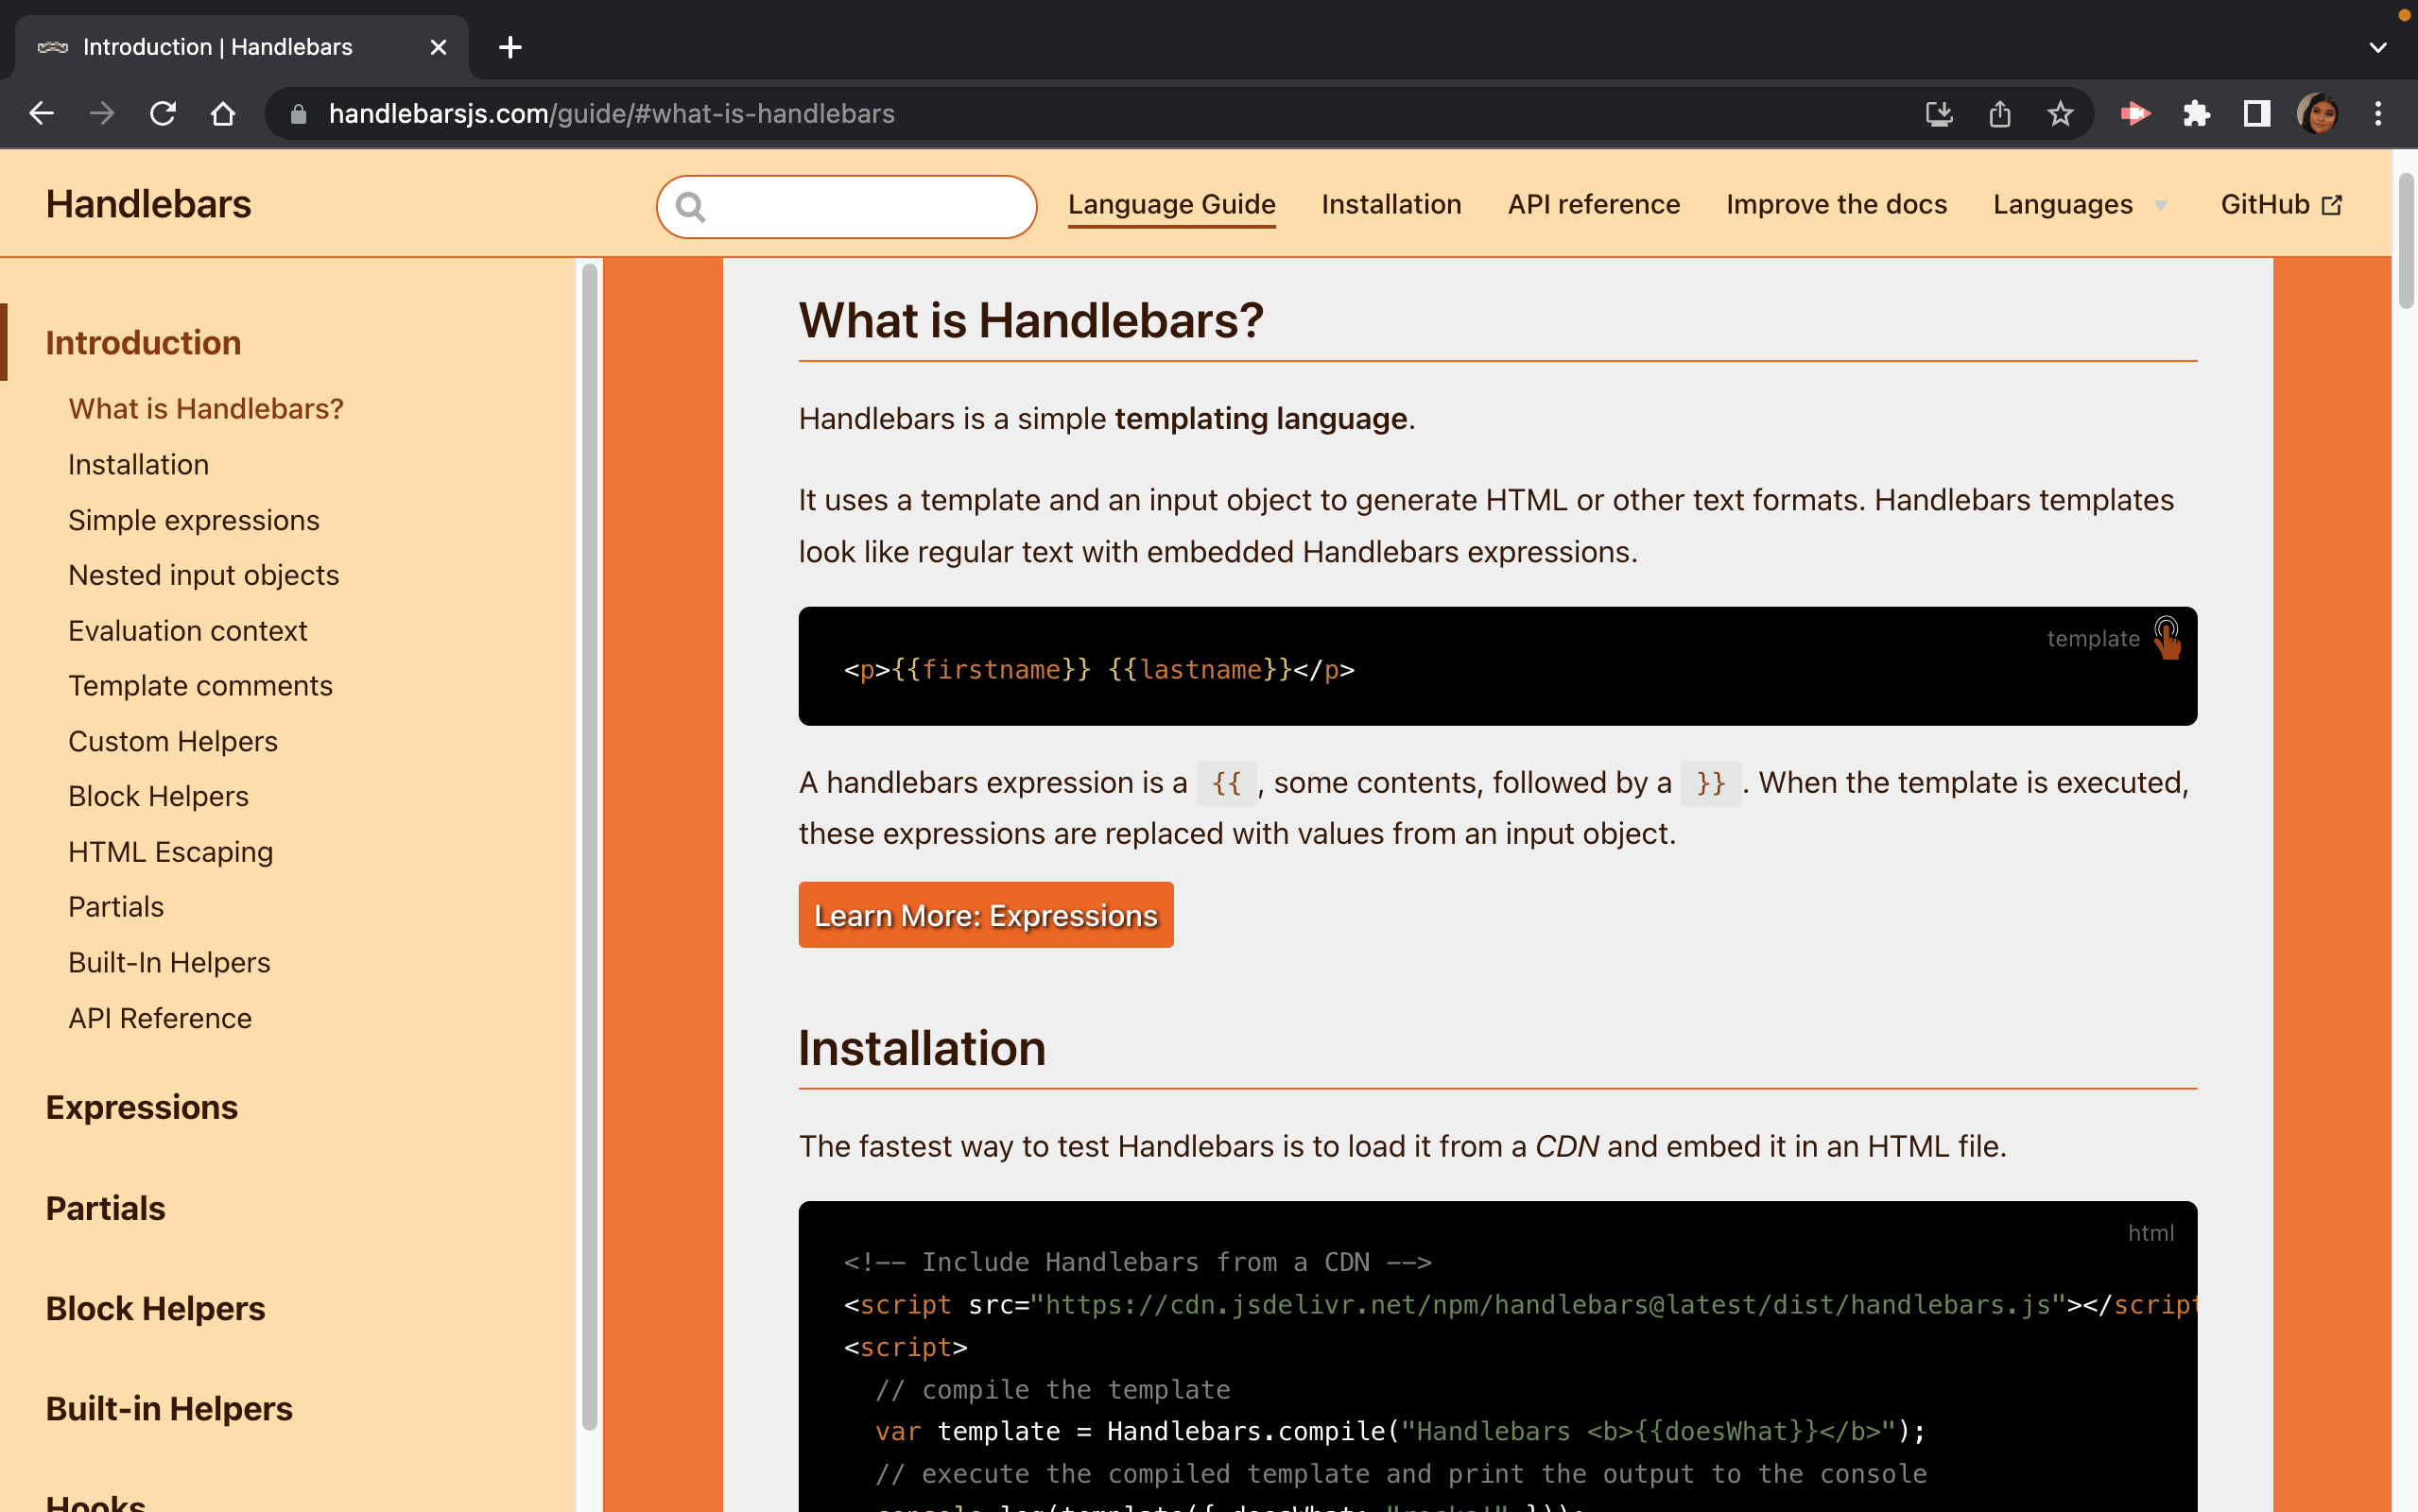 Introduction | Handlebars
handlebarsjs.com/guide/#what-is-handlebars
Handlebars
Language Guide
Installation
API reference
Improve the docs
Languages
GitHub
Introduction
What is Handlebars?
Installation
Simple expressions
Nested input objects
Evaluation context
Template comments
Custom Helpers
Block Helpers
HTML Escaping
Partials
Built-In Helpers
API Reference
Expressions
Partials
Block Helpers
Built-in Helpers
Hooks
What is Handlebars?
Handlebars is a simple templating language.
It uses a template and an input object to generate HTML or other text formats. Handlebars templates
look like regular text with embedded Handlebars expressions.
template
<p>{{firstname}} {{lastname}}</p>
A handlebars expression is a {{, some contents, followed by a }}. When the template is executed,
these expressions are replaced with values from an input object.
Learn More: Expressions
Installation
The fastest way to test Handlebars is to load it from a CDN and embed it in an HTML file.
html
<!-- Include Handlebars from a CDN -->
<script src="https://cdn.jsdelivr.net/npm/handlebars@latest/dist/handlebars.js"></script
<script>
// compile the template
var template = Handlebars.compile("Handlebars <b>{{doesWhat}}</b>");
// execute the compiled template and print the output to the console
console.log(template({ doesWhat: "rocks!" }));